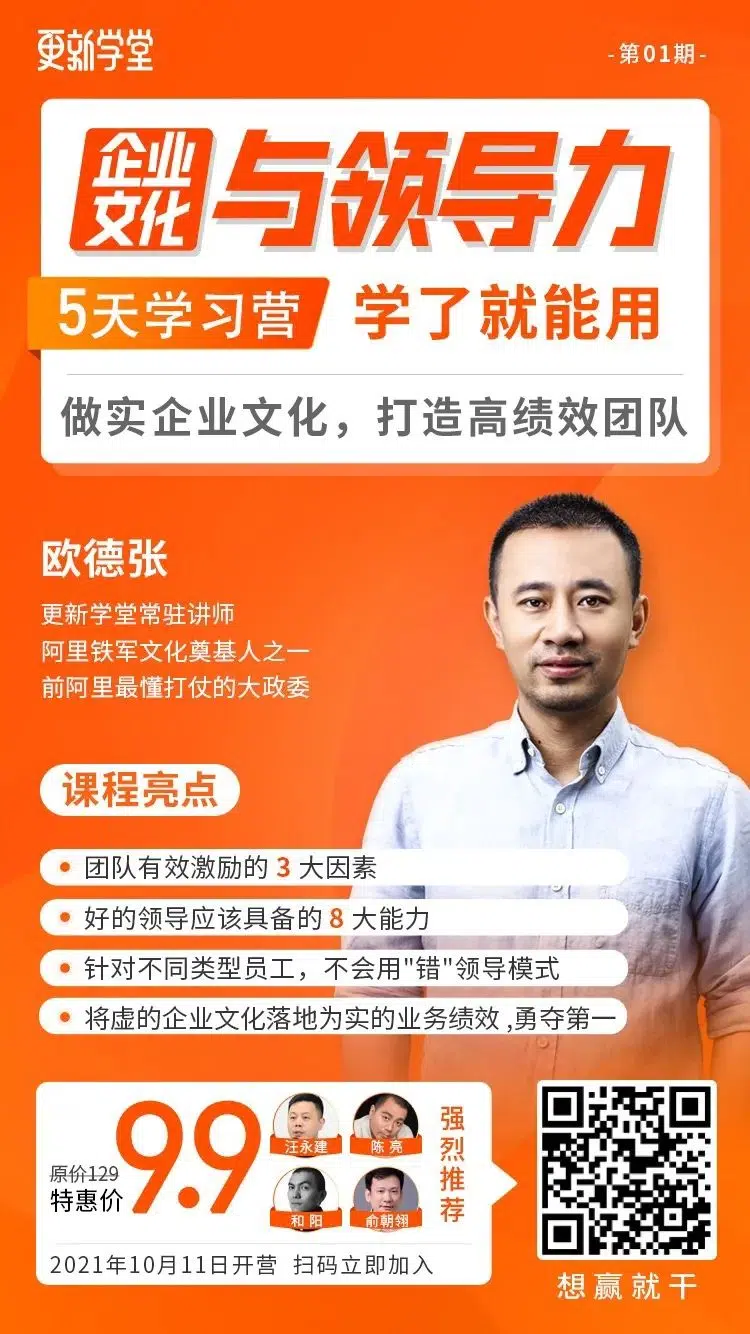 更新学堂
-第01期-
企业文化与领导力
5天学习营 学了就能用
做实企业文化，打造高绩效团队
欧德张
更新学堂常驻讲师
阿里铁军文化奠基人之一
前阿里最懂打仗的大政委
课程亮点
• 团队有效激励的 3 大因素
• 好的领导应该具备的 8 大能力
• 针对不同类型员工，不会用"错"领导模式
• 将虚的企业文化落地为实的业务绩效 ,勇夺第一
原价129
特惠价 9.9
汪永建 陈亮
和阳 俞朝翎
强烈推荐
2021年10月11日开营 扫码立即加入
想赢就干